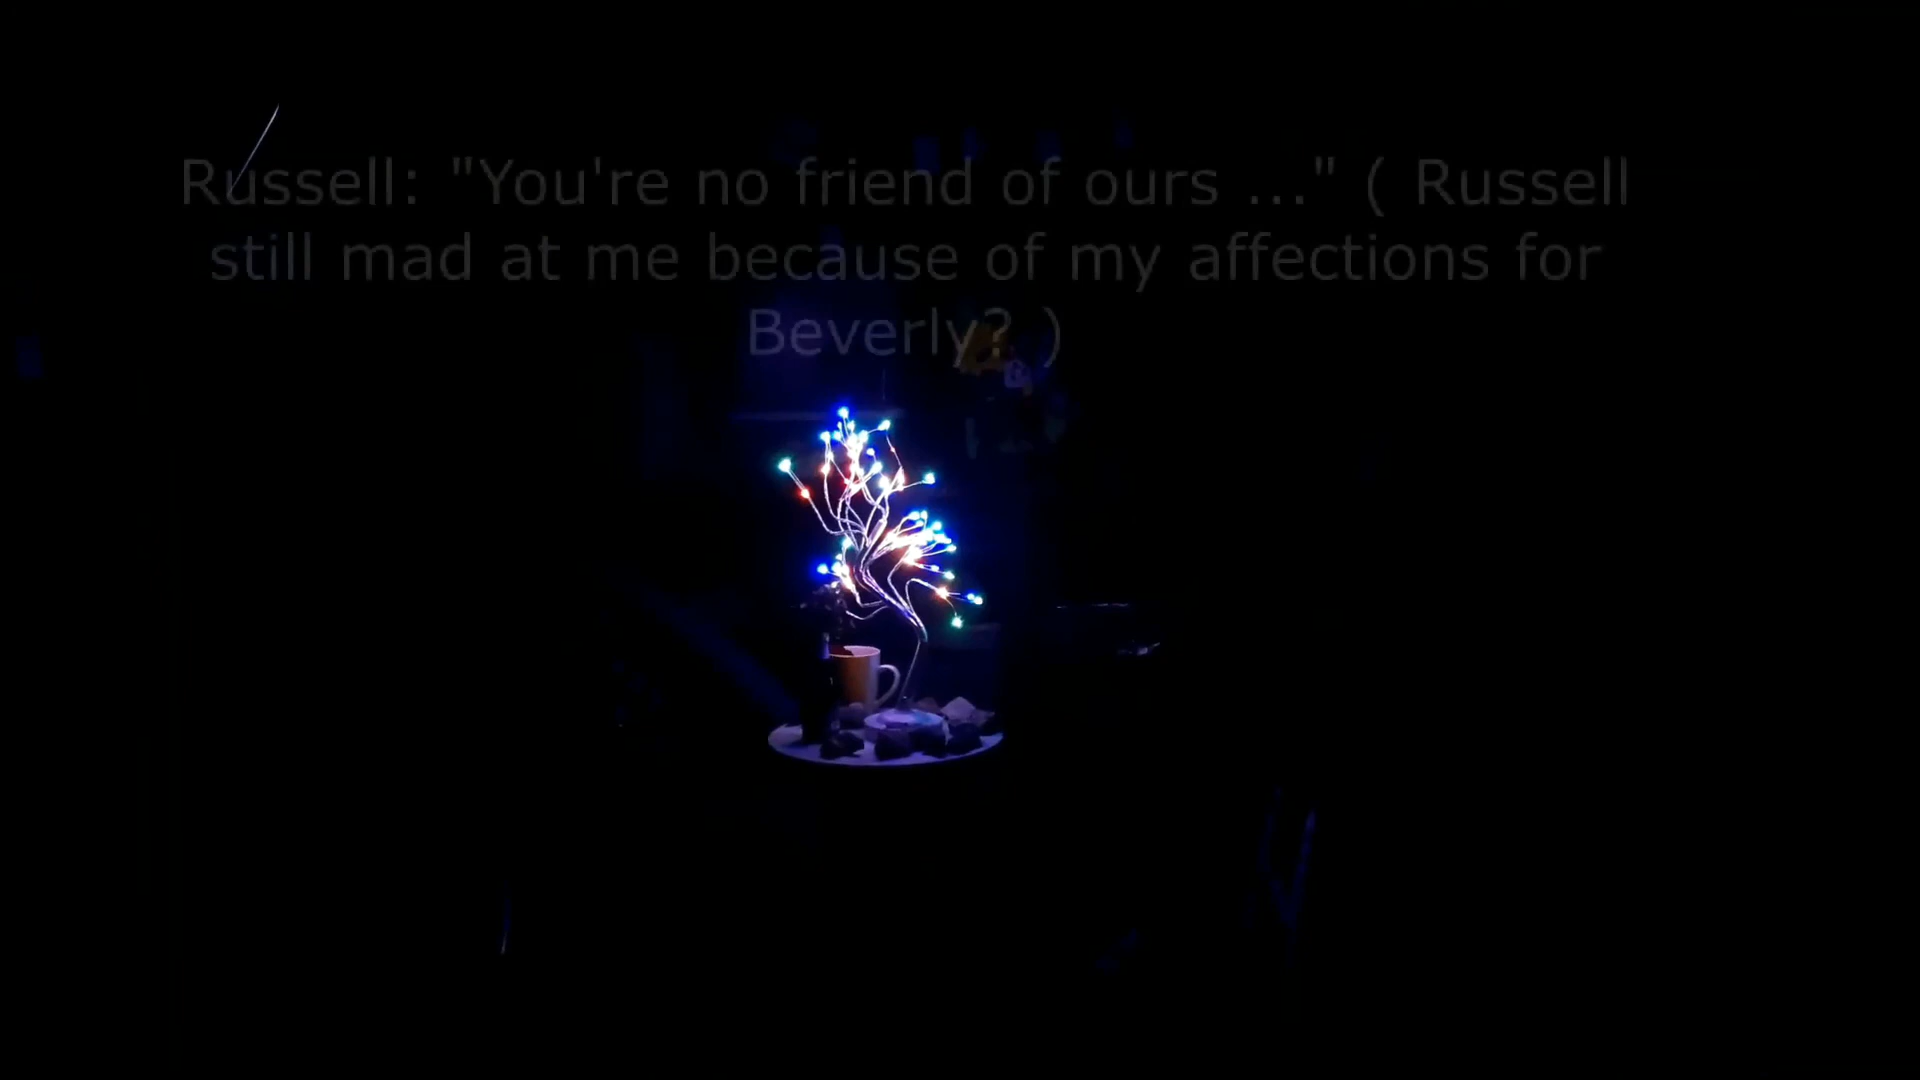 Russell: "You're no friend of ours ..." ( Russell
still mad at me because of my affections for
Beverly? )